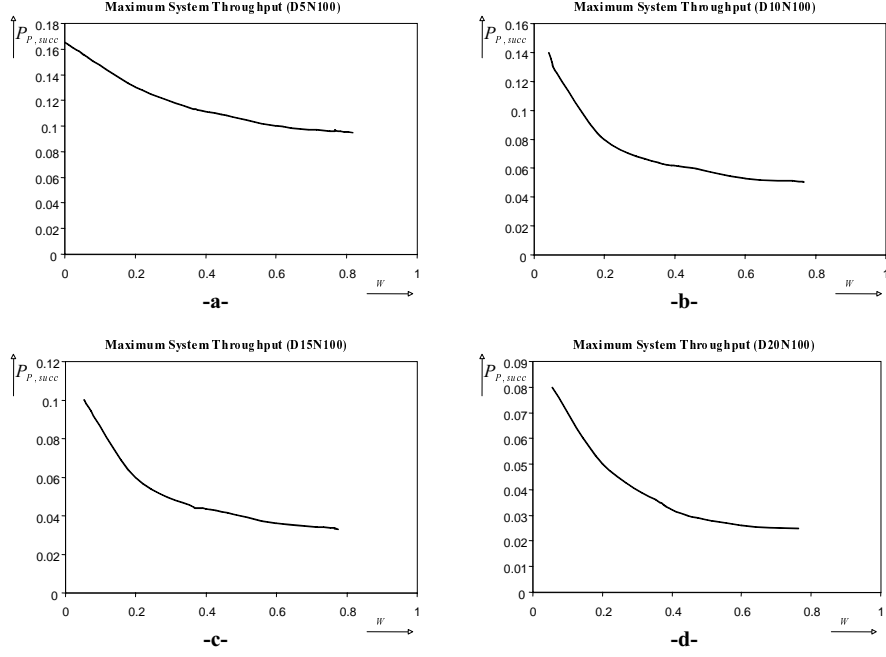 Maximum System Throughput (D5N100)
P P, succ
0.18
0.16
0.14
0.12
0.1
0.08
0.06
0.04
0.02
0
0 0.2 0.4 0.6 0.8 1
W
-a-
Maximum System Throughput (D10N100)
P P, succ
0.16
0.14
0.12
0.1
0.08
0.06
0.04
0.02
0
0 0.2 0.4 0.6 0.8 1
W
-b-
Maximum System Throughput (D15N100)
P P, succ
0.12
0.1
0.08
0.06
0.04
0.02
0
0 0.2 0.4 0.6 0.8 1
W
-c-
Maximum System Throughput (D20N100)
P P, succ
0.09
0.08
0.07
0.06
0.05
0.04
0.03
0.02
0.01
0
0 0.2 0.4 0.6 0.8 1
W
-d-